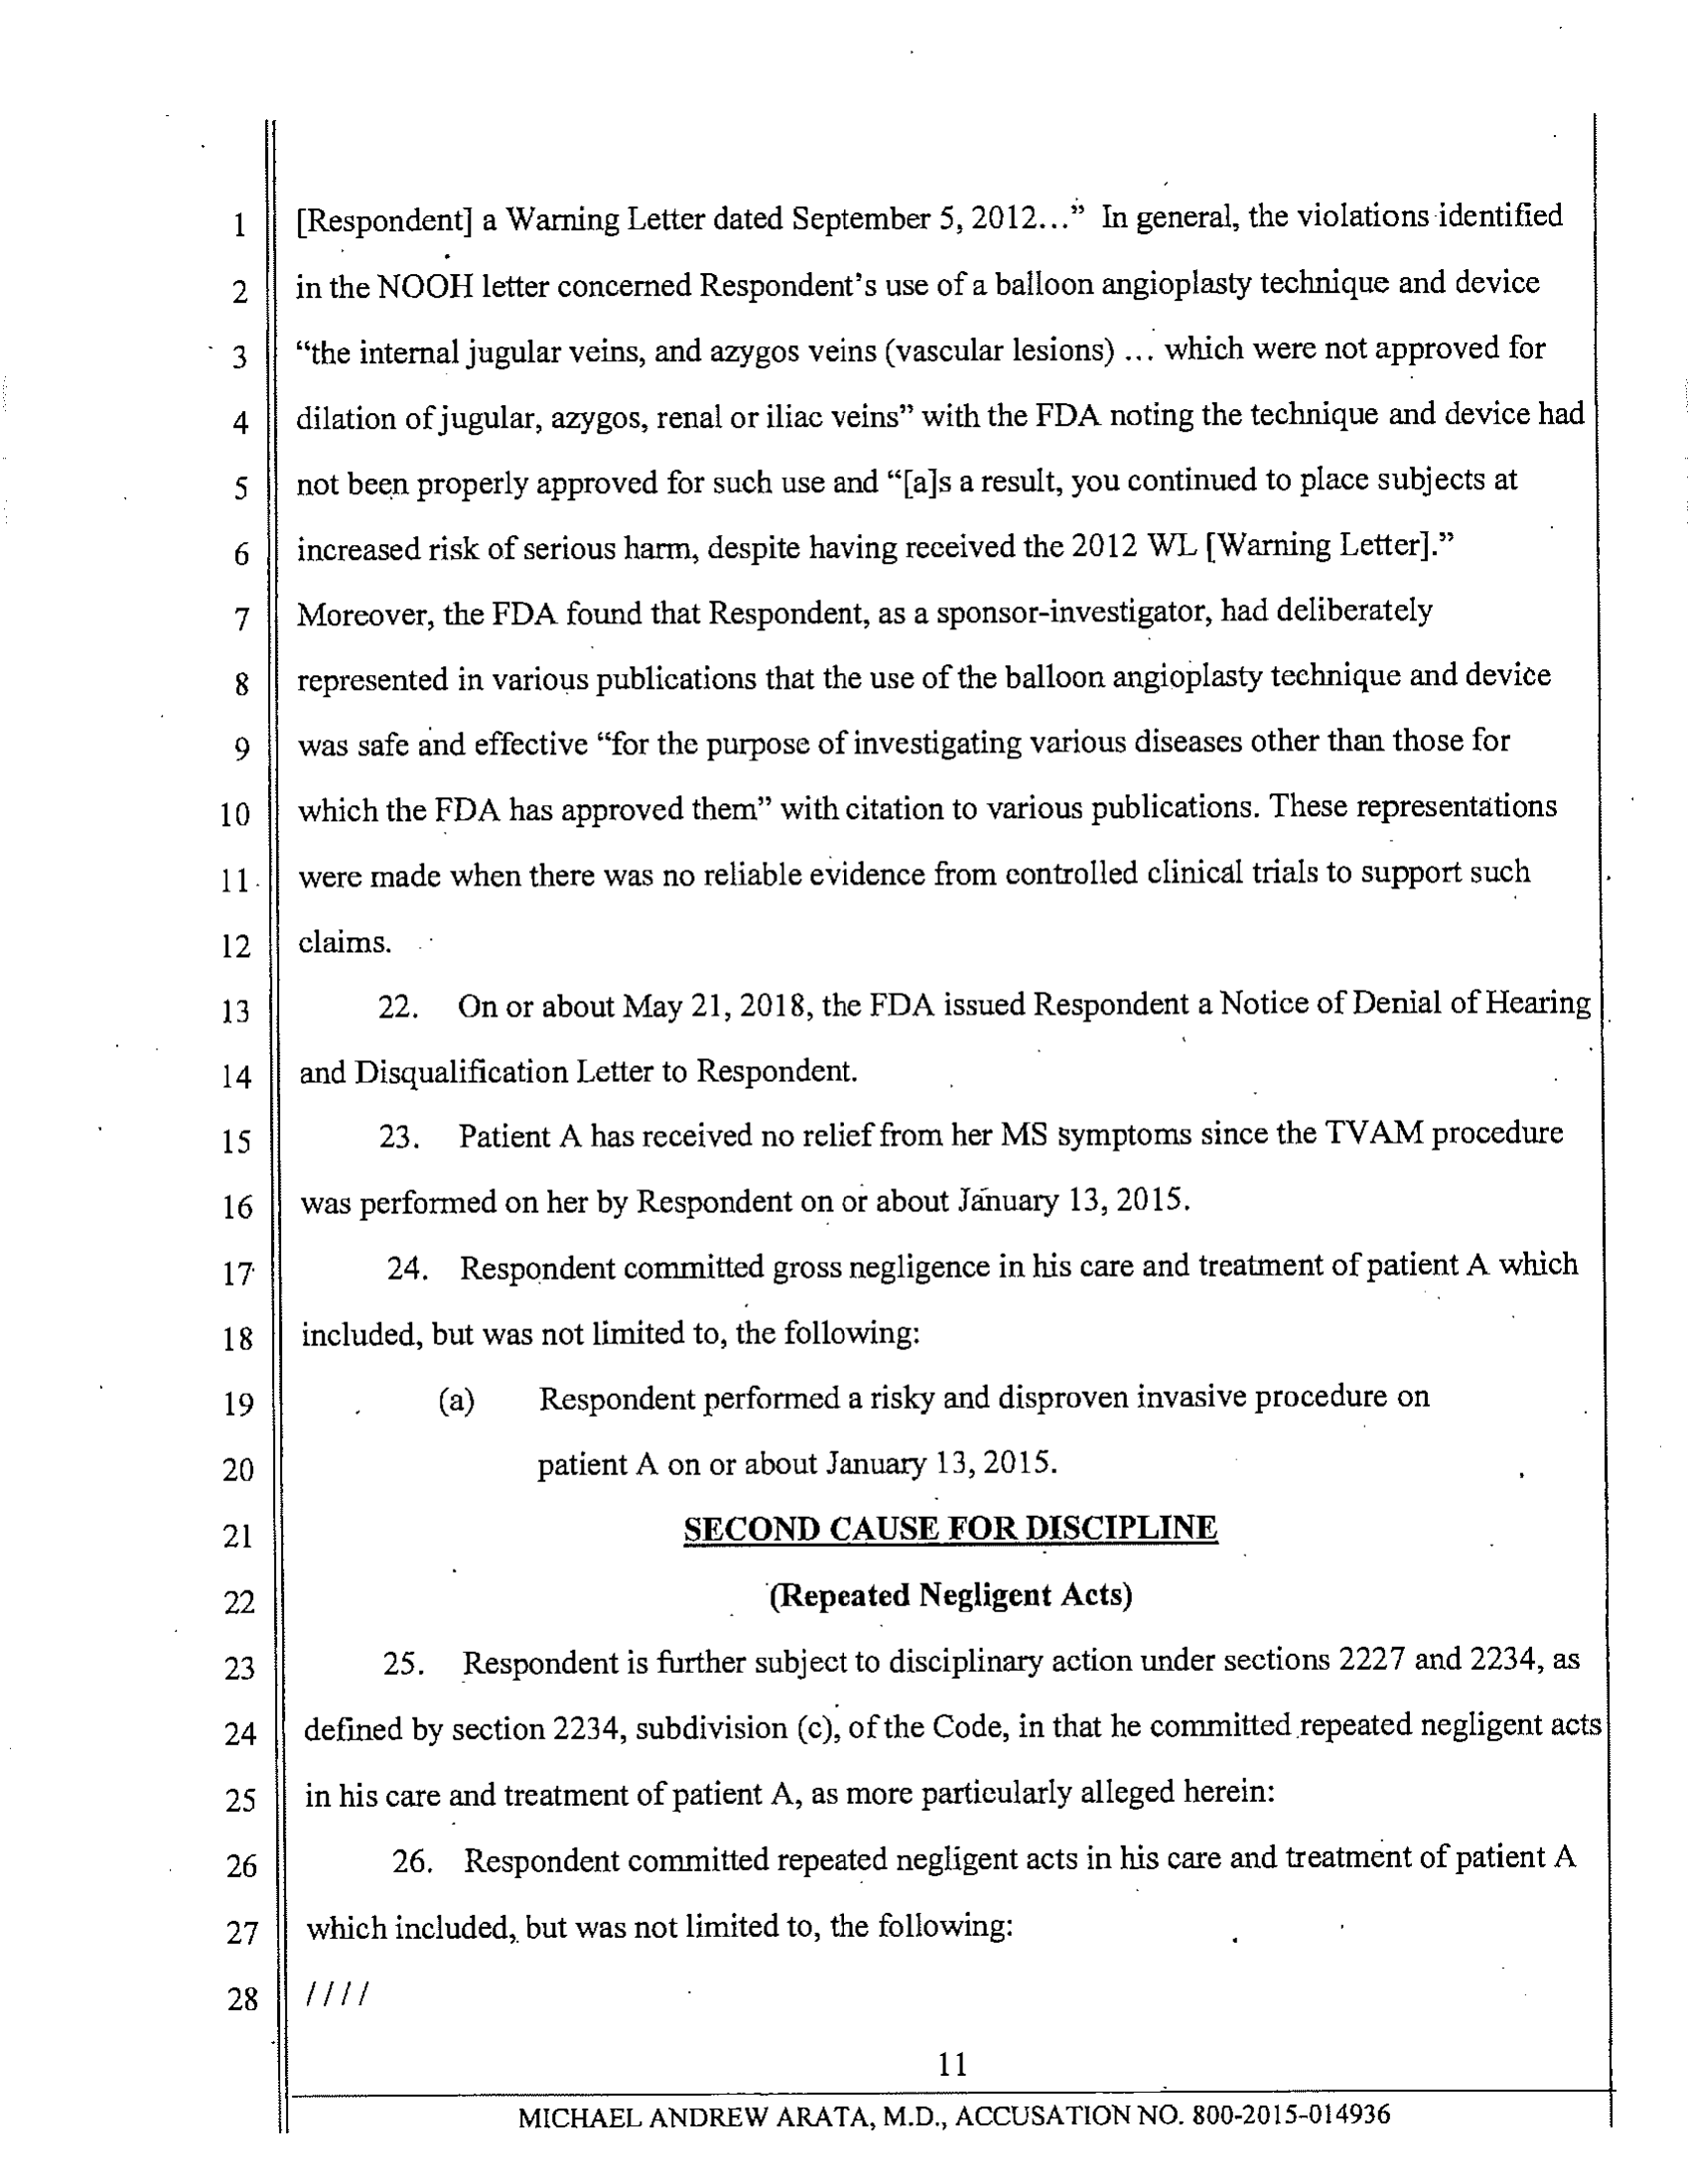 1 [Respondent] a Warning Letter dated September 5, 2012…” In general, the violations identified
2 in the NOOH letter concerned Respondent’s use of a balloon angioplasty technique and device
3 “the internal jugular veins, and azygos veins (vascular lesions) … which were not approved for
4 dilation of jugular, azygos, renal or iliac veins” with the FDA noting the technique and device had
5 not been properly approved for such use and “[a]s a result, you continued to place subjects at
6 increased risk of serious harm, despite having received the 2012 WL [Warning Letter].”
7 Moreover, the FDA found that Respondent, as a sponsor-investigator, had deliberately
8 represented in various publications that the use of the balloon angioplasty technique and device
9 was safe and effective “for the purpose of investigating various diseases other than those for
10 which the FDA has approved them” with citation to various publications. These representations
11 were made when there was no reliable evidence from controlled clinical trials to support such
12 claims.
13 22. On or about May 21, 2018, the FDA issued Respondent a Notice of Denial of Hearing
14 and Disqualification Letter to Respondent.
15 23. Patient A has received no relief from her MS symptoms since the TVAM procedure
16 was performed on her by Respondent on or about January 13, 2015.
17 24. Respondent committed gross negligence in his care and treatment of patient A which
18 included, but was not limited to, the following:
19 (a) Respondent performed a risky and disproven invasive procedure on
20 patient A on or about January 13, 2015.
21 SECOND CAUSE FOR DISCIPLINE
22 (Repeated Negligent Acts)
23 25. Respondent is further subject to disciplinary action under sections 2227 and 2234, as
24 defined by section 2234, subdivision (c), of the Code, in that he committed repeated negligent acts
25 in his care and treatment of patient A, as more particularly alleged herein:
26 26. Respondent committed repeated negligent acts in his care and treatment of patient A
27 which included, but was not limited to, the following:
28 / / / /
11
MICHAEL ANDREW ARATA, M.D., ACCUSATION NO. 800-2015-014936